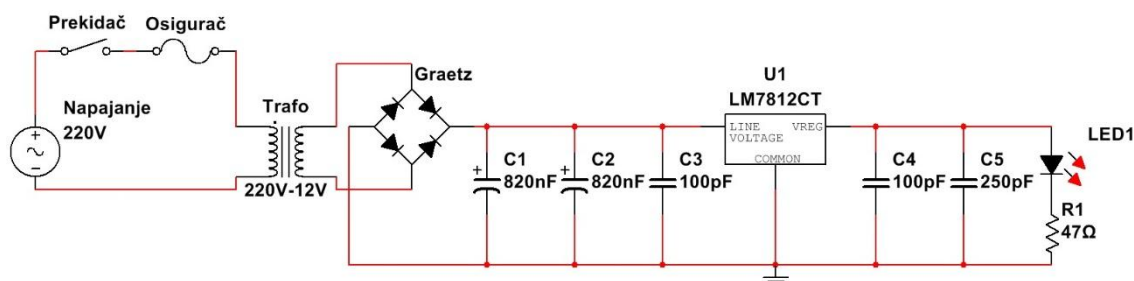 Prekidač Osigurač
Napajanje
220V
Trafo
220V-12V
Graetz
C1
820nF
C2
820nF
C3
100pF
U1
LM7812CT
LINE VREG
VOLTAGE
COMMON
C4
100pF
C5
250pF
LED1
R1
47Ω